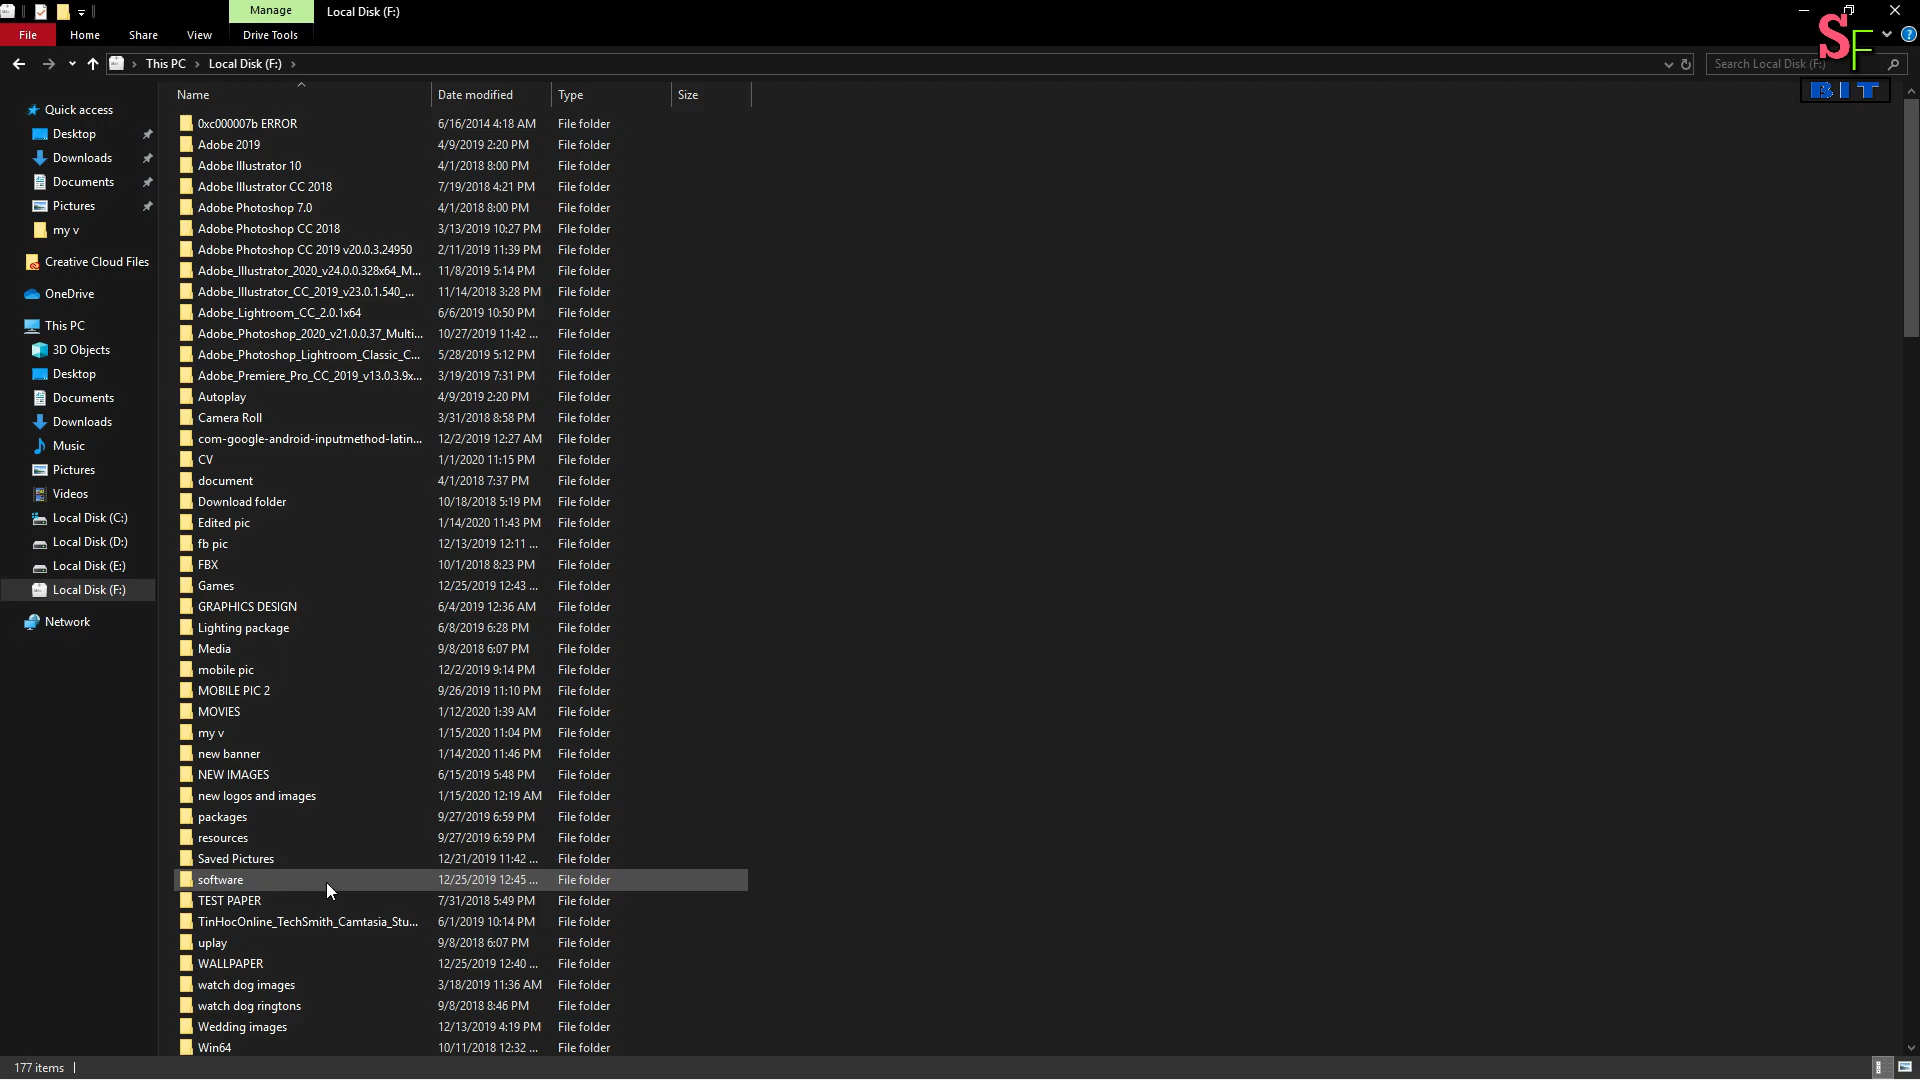 Manage Local Disk (F:)
File Home Share View Drive Tools
This PC Local Disk (F:) Search Local Disk (F:)
SF
BIT
Quick access
Desktop
Downloads
Documents
Pictures
my v
Creative Cloud Files
OneDrive
This PC
3D Objects
Desktop
Documents
Downloads
Music
Pictures
Videos
Local Disk (C:)
Local Disk (D:)
Local Disk (E:)
Local Disk (F:)
Network
Name Date modified Type Size
0xc000007b ERROR 6/16/2014 4:18 AM File folder
Adobe 2019 4/9/2019 2:20 PM File folder
Adobe Illustrator 10 4/1/2018 8:00 PM File folder
Adobe Illustrator CC 2018 7/19/2018 4:21 PM File folder
Adobe Photoshop 7.0 4/1/2018 8:00 PM File folder
Adobe Photoshop CC 2018 3/13/2019 10:27 PM File folder
Adobe Photoshop CC 2019 v20.0.3.24950 2/11/2019 11:39 PM File folder
Adobe_Illustrator_2020_v24.0.0.328x64_M... 11/8/2019 5:14 PM File folder
Adobe_Illustrator_CC_2019_v23.0.1.540_... 11/14/2018 3:28 PM File folder
Adobe_Lightroom_CC_2.0.1x64 6/6/2019 10:50 PM File folder
Adobe_Photoshop_2020_v21.0.0.37_Multi... 10/27/2019 11:42 ... File folder
Adobe_Photoshop_Lightroom_Classic_C... 5/28/2019 5:12 PM File folder
Adobe_Premiere_Pro_CC_2019_v13.0.3.9x... 3/19/2019 7:31 PM File folder
Autoplay 4/9/2019 2:20 PM File folder
Camera Roll 3/31/2018 8:58 PM File folder
com-google-android-inputmethod-latin... 12/2/2019 12:27 AM File folder
CV 1/1/2020 11:15 PM File folder
document 4/1/2018 7:37 PM File folder
Download folder 10/18/2018 5:19 PM File folder
Edited pic 1/14/2020 11:43 PM File folder
fb pic 12/13/2019 12:11 ... File folder
FBX 10/1/2018 8:23 PM File folder
Games 12/25/2019 12:43 ... File folder
GRAPHICS DESIGN 6/4/2019 12:36 AM File folder
Lighting package 6/8/2019 6:28 PM File folder
Media 9/8/2018 6:07 PM File folder
mobile pic 12/2/2019 9:14 PM File folder
MOBILE PIC 2 9/26/2019 11:10 PM File folder
MOVIES 1/12/2020 1:39 AM File folder
my v 1/15/2020 11:04 PM File folder
new banner 1/14/2020 11:46 PM File folder
NEW IMAGES 6/15/2019 5:48 PM File folder
new logos and images 1/15/2020 12:19 AM File folder
packages 9/27/2019 6:59 PM File folder
resources 9/27/2019 6:59 PM File folder
Saved Pictures 12/21/2019 11:42 ... File folder
software 12/25/2019 12:45 ... File folder
TEST PAPER 7/31/2018 5:49 PM File folder
TinHocOnline_TechSmith_Camtasia_Stu... 6/1/2019 10:14 PM File folder
uplay 9/8/2018 6:07 PM File folder
WALLPAPER 12/25/2019 12:40 ... File folder
watch dog images 3/18/2019 11:36 AM File folder
watch dog ringtons 9/8/2018 8:46 PM File folder
Wedding images 12/13/2019 4:19 PM File folder
Win64 10/11/2018 12:32 ... File folder
177 items